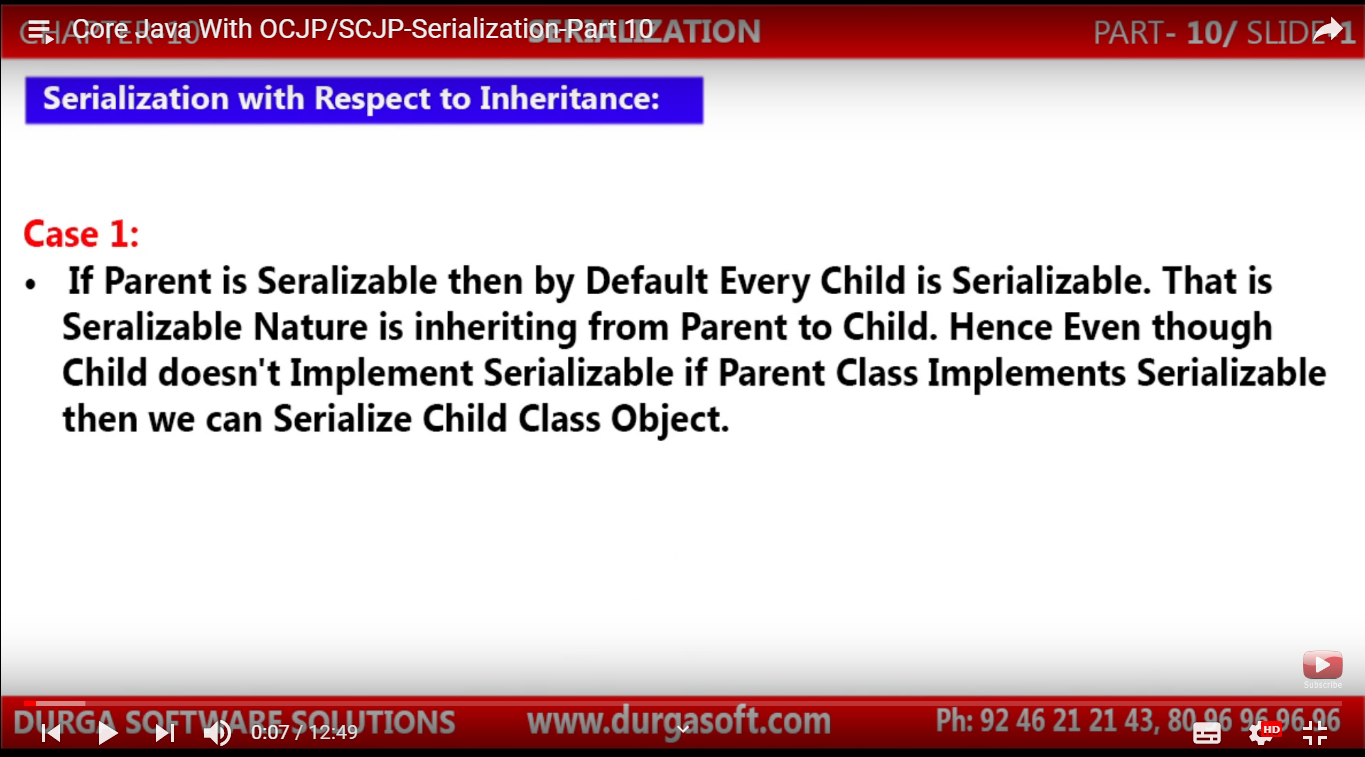 CHAPTER-10
Core Java With OCJP/SCJP-Serialization-Part 10
SERIALIZATION
PART- 10/ SLIDE-1
Serialization with Respect to Inheritance:
Case 1:
• If Parent is Seralizable then by Default Every Child is Serializable. That is
Seralizable Nature is inheriting from Parent to Child. Hence Even though
Child doesn't Implement Serializable if Parent Class Implements Serializable
then we can Serialize Child Class Object.
Subscribe
DURGA SOFTWARE SOLUTIONS
www.durgasoft.com
Ph: 92 46 21 21 43, 80 96 96 96 96
0:07 / 12:49
HD